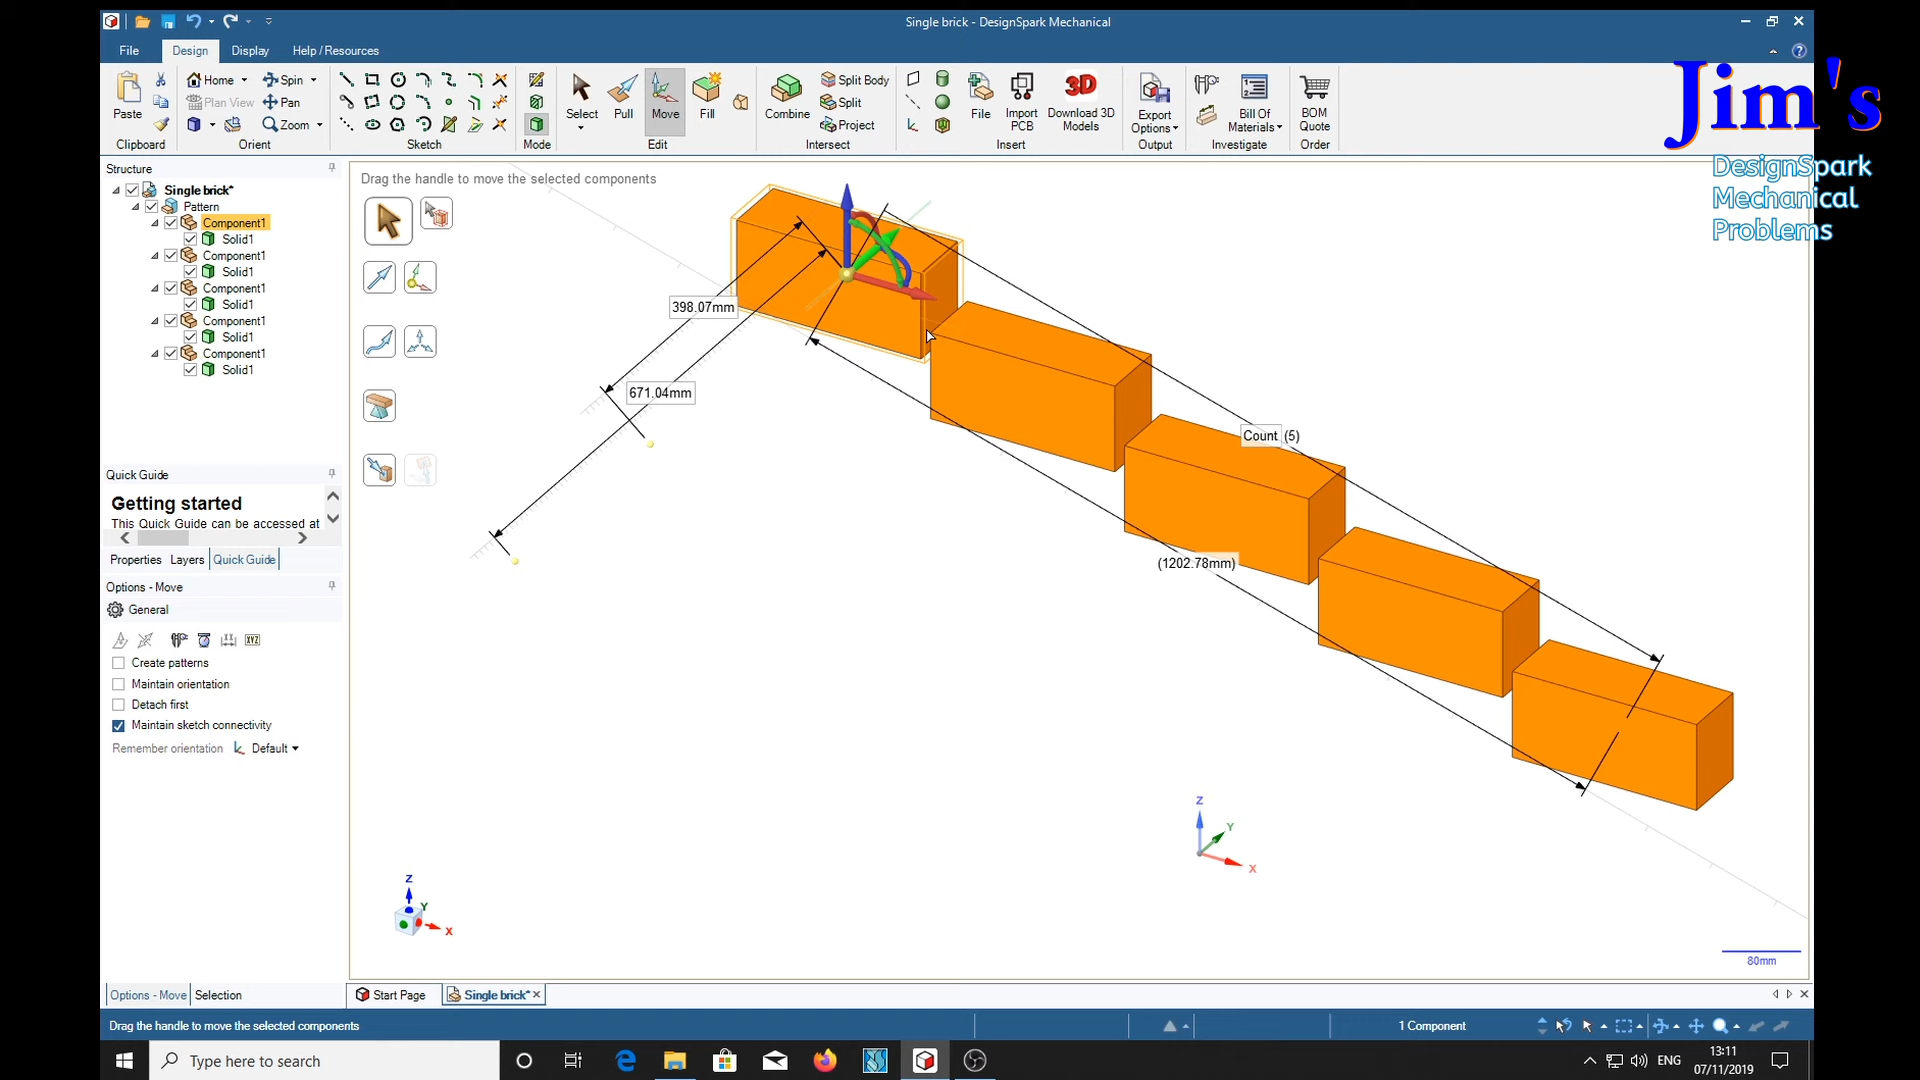 Single brick - DesignSpark Mechanical
File Design Display Help / Resources
Jim's
DesignSpark
Mechanical
Problems
Paste
Clipboard
Home
Plan View
Spin
Pan
Zoom
Orient
Sketch
Mode
Select
Pull
Move
Fill
Edit
Combine
Split Body
Split
Project
Intersect
File
Import
PCB
3D
Download 3D
Models
Insert
Export
Options
Output
Bill Of
Materials
Investigate
BOM
Quote
Order
Structure
Single brick*
Pattern
Component1
Solid1
Component1
Solid1
Component1
Solid1
Component1
Solid1
Component1
Solid1
Quick Guide
Getting started
This Quick Guide can be accessed at
Properties Layers Quick Guide
Options - Move
General
XYZ
Create patterns
Maintain orientation
Detach first
Maintain sketch connectivity
Remember orientation Default
Options - Move Selection
Drag the handle to move the selected components
398.07mm
671.04mm
Count (5)
(1202.78mm)
Z
Y
X
Z
Y
X
80mm
Start Page Single brick*
Drag the handle to move the selected components
1 Component
Type here to search
ENG
13:11
07/11/2019